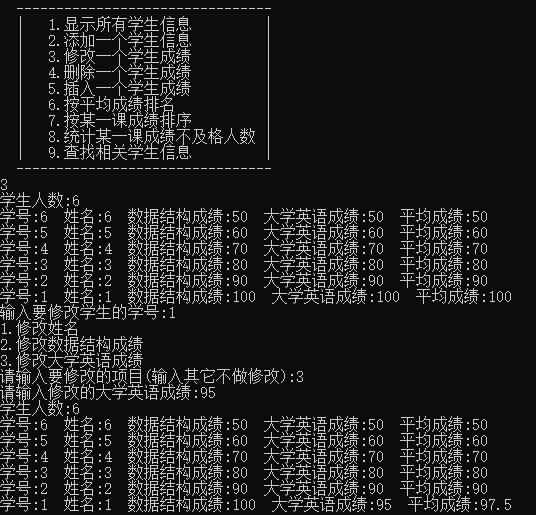 1.显示所有学生信息
2.添加一个学生信息
3.修改一个学生成绩
4.删除一个学生成绩
5.插入一个学生成绩
6.按平均成绩排名
7.按某一课成绩排序
8.统计某一课成绩不及格人数
9.查找相关学生信息
3
学生人数:6
学号:6 姓名:6 数据结构成绩:50 大学英语成绩:50 平均成绩:50
学号:5 姓名:5 数据结构成绩:60 大学英语成绩:60 平均成绩:60
学号:4 姓名:4 数据结构成绩:70 大学英语成绩:70 平均成绩:70
学号:3 姓名:3 数据结构成绩:80 大学英语成绩:80 平均成绩:80
学号:2 姓名:2 数据结构成绩:90 大学英语成绩:90 平均成绩:90
学号:1 姓名:1 数据结构成绩:100 大学英语成绩:100 平均成绩:100
输入要修改学生的学号:1
1.修改姓名
2.修改数据结构成绩
3.修改大学英语成绩
请输入要修改的项目(输入其它不做修改):3
请输入修改的大学英语成绩:95
学生人数:6
学号:6 姓名:6 数据结构成绩:50 大学英语成绩:50 平均成绩:50
学号:5 姓名:5 数据结构成绩:60 大学英语成绩:60 平均成绩:60
学号:4 姓名:4 数据结构成绩:70 大学英语成绩:70 平均成绩:70
学号:3 姓名:3 数据结构成绩:80 大学英语成绩:80 平均成绩:80
学号:2 姓名:2 数据结构成绩:90 大学英语成绩:90 平均成绩:90
学号:1 姓名:1 数据结构成绩:100 大学英语成绩:95 平均成绩:97.5